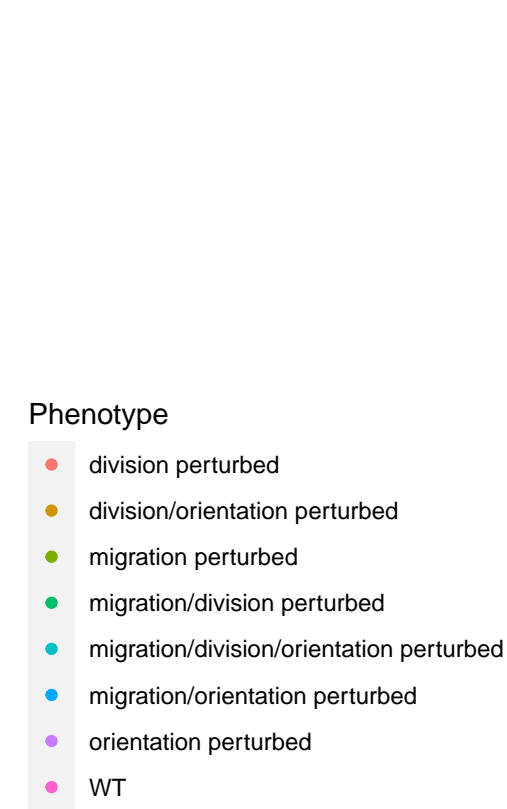 Phenotype
division perturbed
division/orientation perturbed
migration perturbed
migration/division perturbed
migration/division/orientation perturbed
migration/orientation perturbed
orientation perturbed
WT